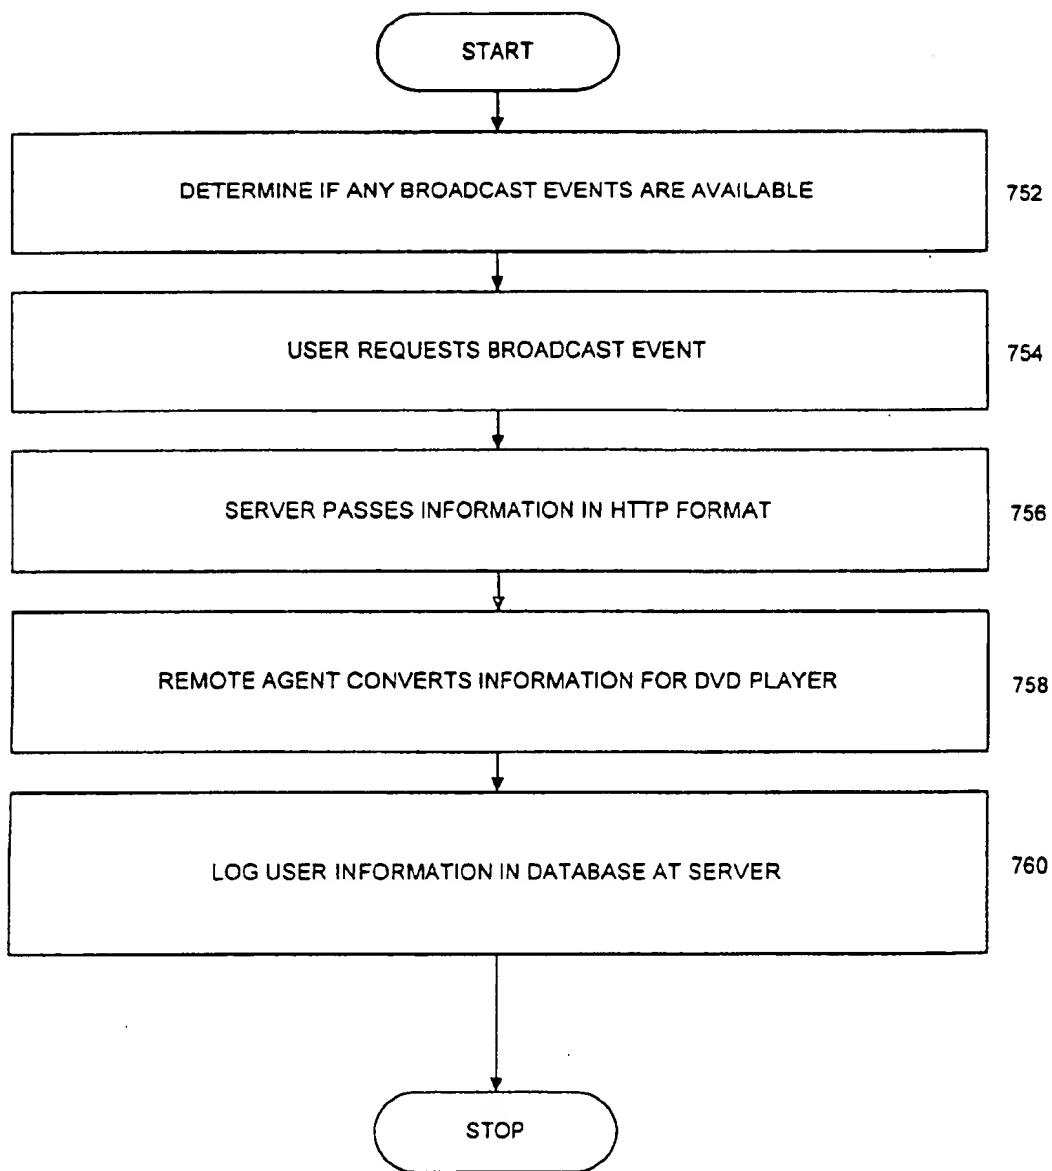 START
DETERMINE IF ANY BROADCAST EVENTS ARE AVAILABLE
752
USER REQUESTS BROADCAST EVENT
754
SERVER PASSES INFORMATION IN HTTP FORMAT
756
REMOTE AGENT CONVERTS INFORMATION FOR DVD PLAYER
758
LOG USER INFORMATION IN DATABASE AT SERVER
760
STOP